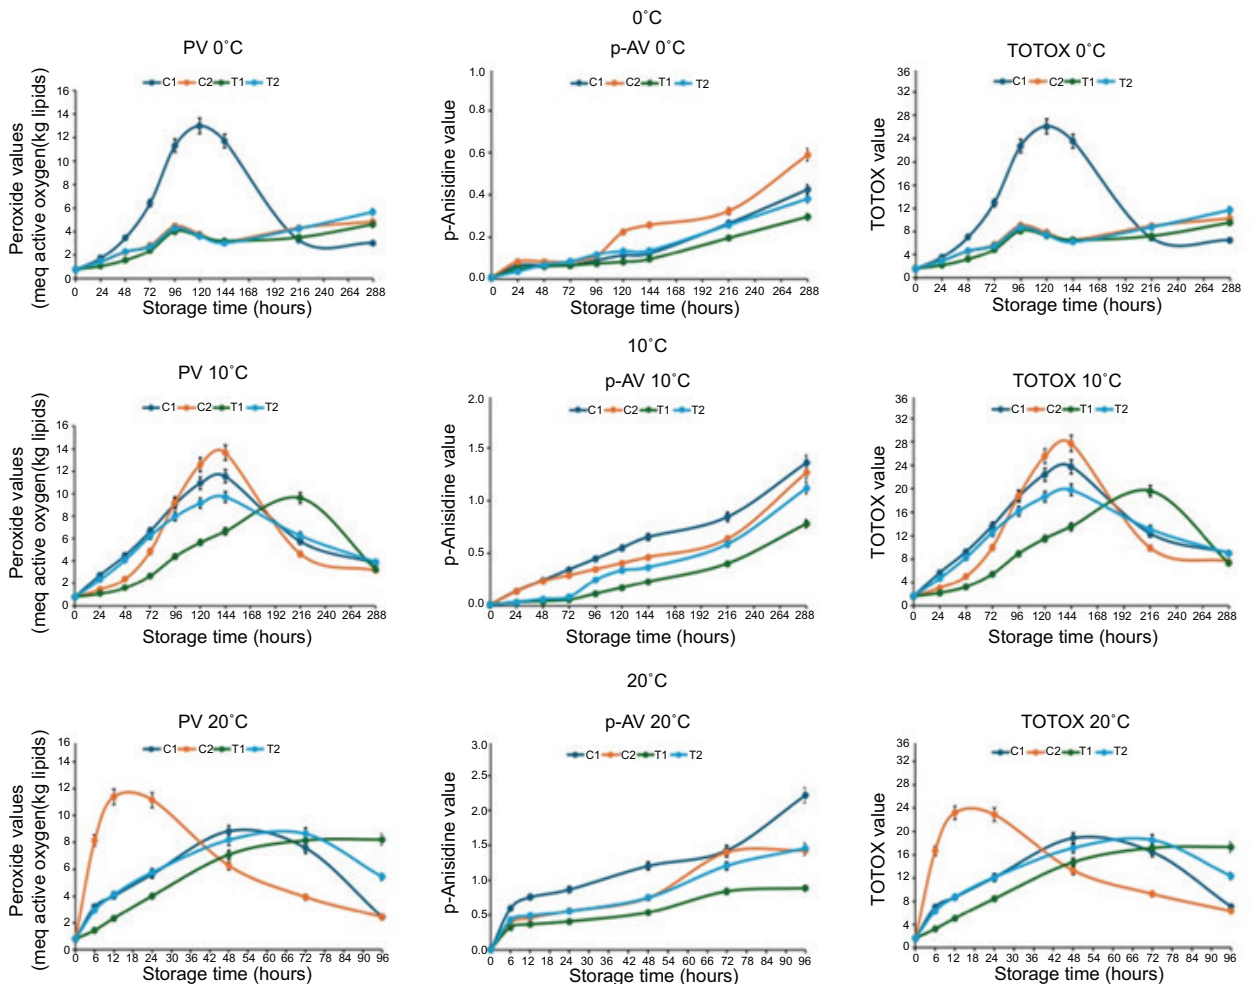 0˚C
PV 0˚C
p-AV 0˚C
TOTOX 0˚C
C1 C2 T1 T2
C1 C2 T1 T2
C1 C2 T1 T2
Peroxide values
(meq active oxygen(kg lipids)
16
14
12
10
8
6
4
2
0
0 24 48 72 96 120 144 168 192 216 240 264 288
Storage time (hours)
p-Anisidine value
1.0
0.8
0.6
0.4
0.2
0.0
0 24 48 72 96 120 144 168 192 216 240 264 288
Storage time (hours)
TOTOX value
36
32
28
24
20
16
12
8
4
0
0 24 48 72 96 120 144 168 192 216 240 264 288
Storage time (hours)
10˚C
PV 10˚C
p-AV 10˚C
TOTOX 10˚C
C1 C2 T1 T2
C1 C2 T1 T2
C1 C2 T1 T2
Peroxide values
(meq active oxygen(kg lipids)
16
14
12
10
8
6
4
2
0
0 24 48 72 96 120 144 168 192 216 240 264 288
Storage time (hours)
p-Anisidine value
2.0
1.5
1.0
0.5
0.0
0 24 48 72 96 120 144 168 192 216 240 264 288
Storage time (hours)
TOTOX value
36
32
28
24
20
16
12
8
4
0
0 24 48 72 96 120 144 168 192 216 240 264 288
Storage time (hours)
20˚C
PV 20˚C
p-AV 20˚C
TOTOX 20˚C
C1 C2 T1 T2
C1 C2 T1 T2
C1 C2 T1 T2
Peroxide values
(meq active oxygen(kg lipids)
16
14
12
10
8
6
4
2
0
0 6 12 18 24 30 36 42 48 54 60 66 72 78 84 90 96
Storage time (hours)
p-Anisidine value
3.0
2.5
2.0
1.5
1.0
0.5
0.0
0 6 12 18 24 30 36 42 48 54 60 66 72 78 84 90 96
Storage time (hours)
TOTOX value
36
32
28
24
20
16
12
8
4
0
0 6 12 18 24 30 36 42 48 54 60 66 72 78 84 90 96
Storage time (hours)